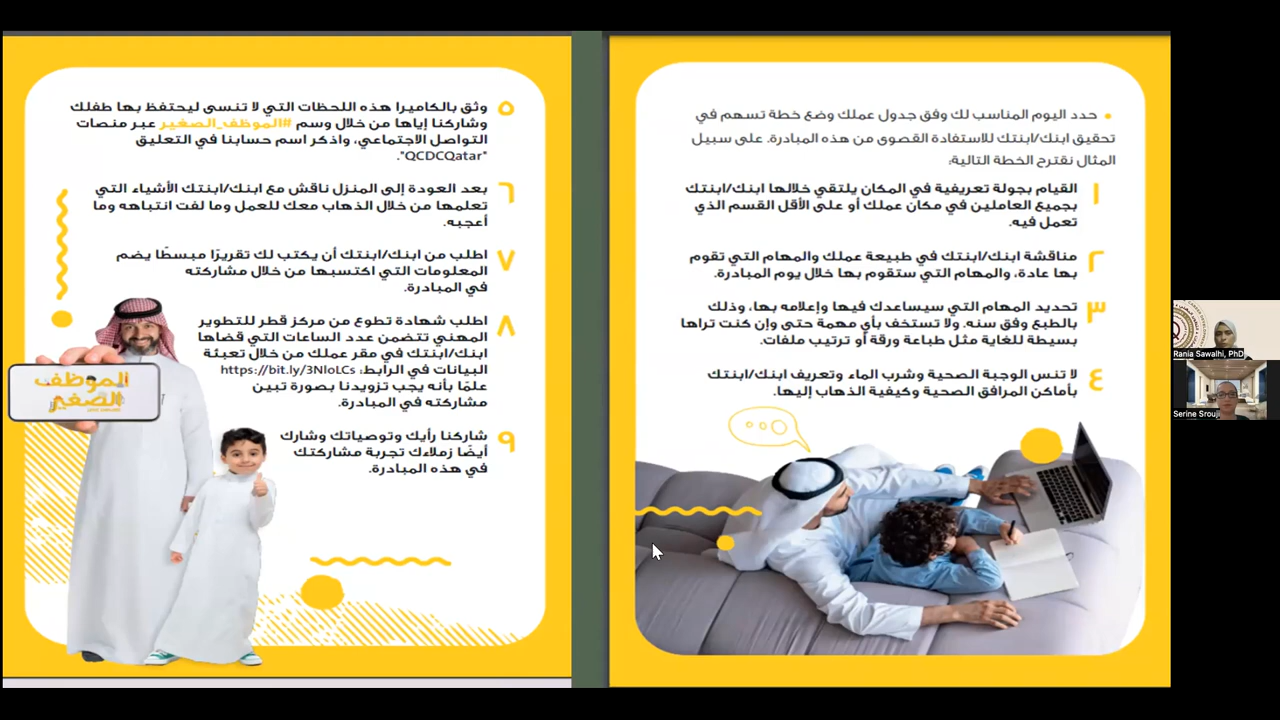 حدد اليوم المناسب لك وفق جدول عملك وضع خطة تسهم في
تحقيق ابنك/ابنتك للاستفادة القصوى من هذه المبادرة. على سبيل
المثال نقترح الخطة التالية:
١
القيام بجولة تعريفية في المكان يلتقي خلالها ابنك/ابنتك
بجميع العاملين في مكان عملك أو على الأقل القسم الذي
تعمل فيه.
٢
مناقشة ابنك/ابنتك في طبيعة عملك والمهام التي تقوم
بها عادة، والمهام التي ستقوم بها خلال يوم المبادرة.
٣
تحديد المهام التي سيساعدك فيها وإعلامه بها، وذلك
بالطبع وفق سنه. ولا تستخف بأي مهمة حتى وإن كنت تراها
بسيطة للغاية مثل طباعة ورقة أو ترتيب ملفات.
٤
لا تنس الوجبة الصحية وشرب الماء وتعريف ابنك/ابنتك
بأماكن المرافق الصحية وكيفية الذهاب إليها.
٥
وثق بالكاميرا هذه اللحظات التي لا تنسى ليحتفظ بها طفلك
وشاركنا إياها من خلال وسم #الموظف_الصغير عبر منصات
التواصل الاجتماعي، واذكر اسم حسابنا في التعليق
"QCDCQatar".
٦
بعد العودة إلى المنزل ناقش مع ابنك/ابنتك الأشياء التي
تعلمها من خلال الذهاب معك للعمل وما لفت انتباهه وما
أعجبه.
٧
اطلب من ابنك/ابنتك أن يكتب لك تقريرًا مبسطًا يضم
المعلومات التي اكتسبها من خلال مشاركته
في المبادرة.
٨
اطلب شهادة تطوع من مركز قطر للتطوير
المهني تتضمن عدد الساعات التي قضاها
ابنك/ابنتك في مقر عملك من خلال تعبئة
البيانات في الرابط: https://bit.ly/3NloLCs
علمًا بأنه يجب تزويدنا بصورة تبين
مشاركته في المبادرة.
٩
شاركنا رأيك وتوصياتك وشارك
أيضًا زملاءك تجربة مشاركتك
في هذه المبادرة.
الموظف
الصغير
Rania Sawalhi, PhD
Serine Srouji